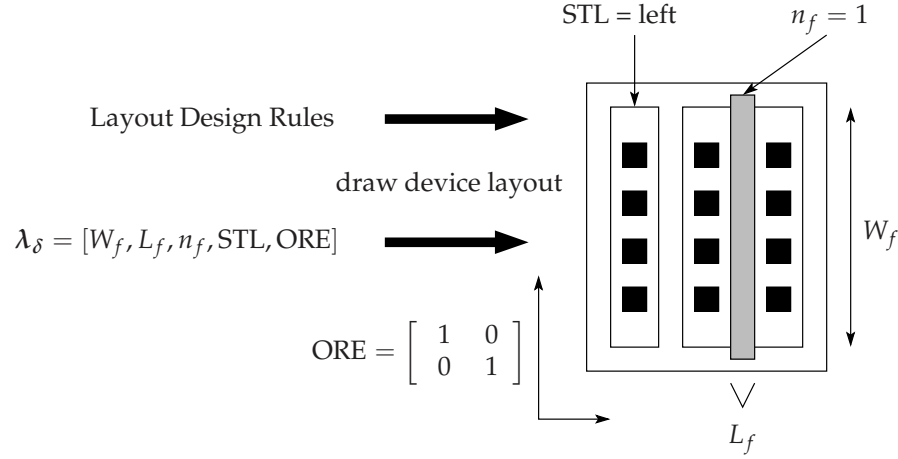 STL = left
n_f = 1
Layout Design Rules
draw device layout
λ_δ = [W_f, L_f, n_f, STL, ORE]
W_f
ORE = [ 1 0
0 1 ]
L_f